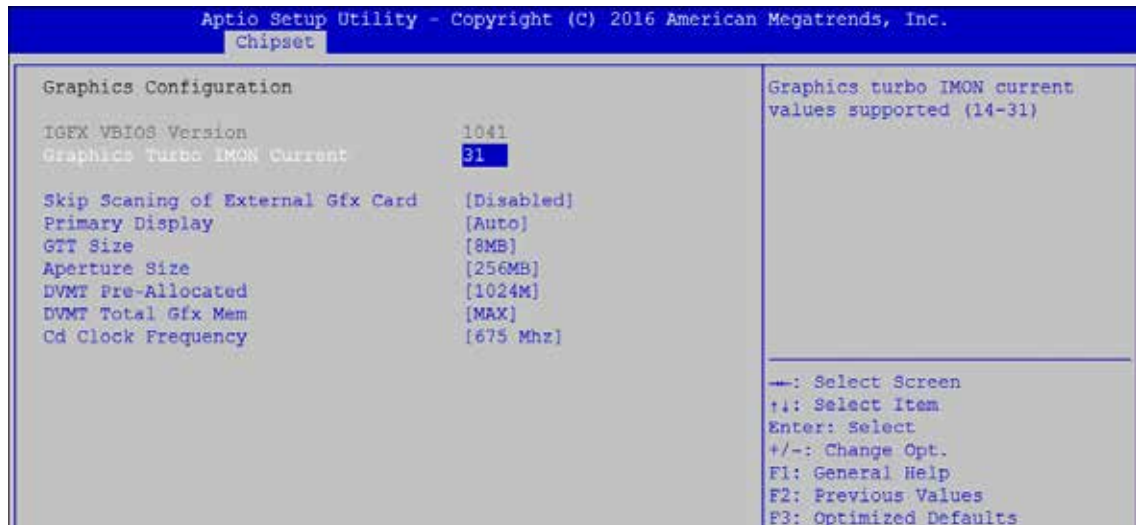 Aptio Setup Utility - Copyright (C) 2016 American Megatrends, Inc.
Chipset
Graphics Configuration
IGFX VBIOS Version 1041
Graphics Turbo IMON Current 31
Skip Scaning of External Gfx Card [Disabled]
Primary Display [Auto]
GTT Size [8MB]
Aperture Size [256MB]
DVMT Pre-Allocated [1024M]
DVMT Total Gfx Mem [MAX]
Cd Clock Frequency [675 Mhz]
Graphics turbo IMON current
values supported (14-31)
→←: Select Screen
↑↓: Select Item
Enter: Select
+/-: Change Opt.
F1: General Help
F2: Previous Values
F3: Optimized Defaults